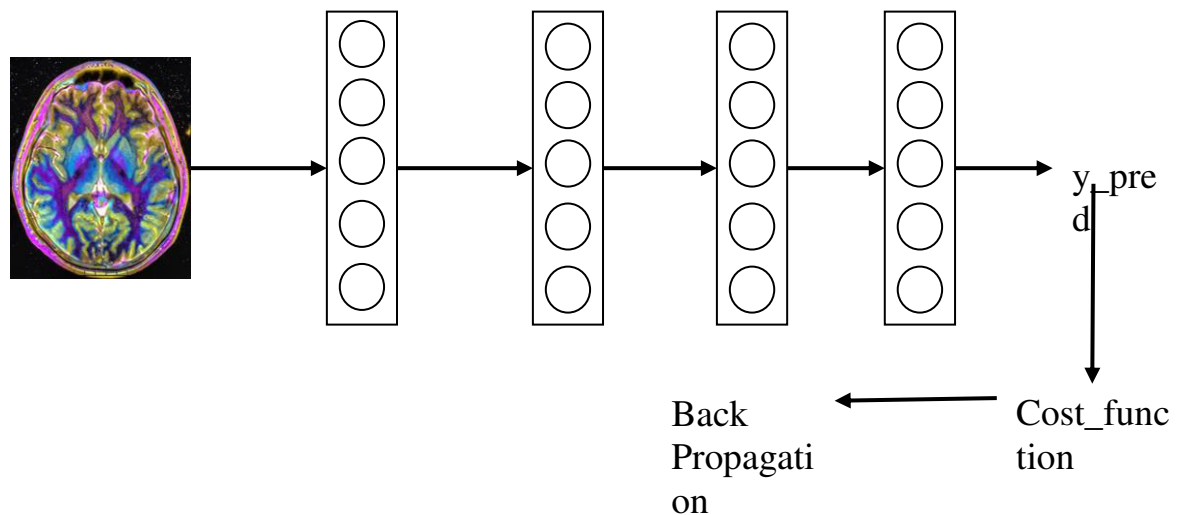 y_pre
d
Back
Propagati
on
Cost_func
tion